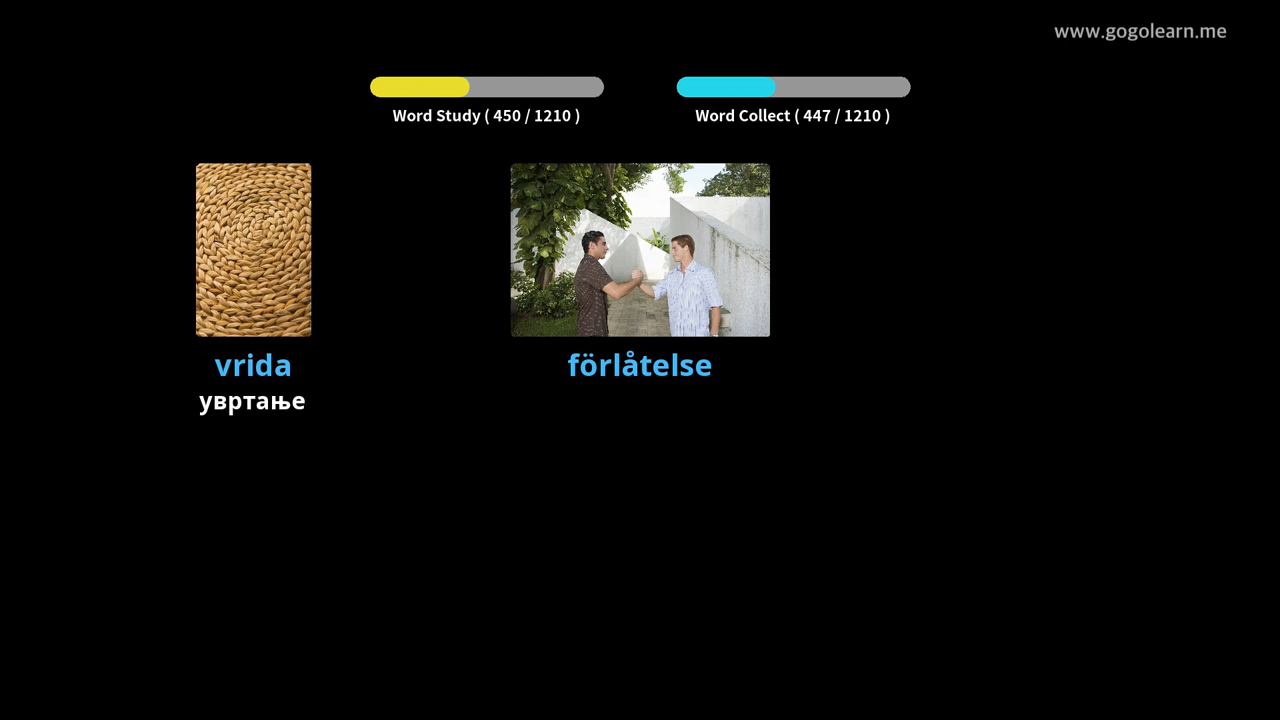 www.gogolearn.me
Word Study ( 450 / 1210 )
Word Collect ( 447 / 1210 )
vrida
förlåtelse
увртање